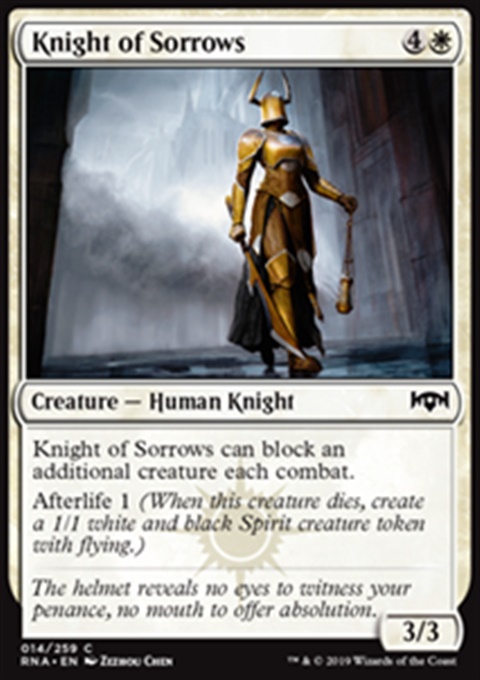 Knight of Sorrows 4
Creature — Human Knight
Knight of Sorrows can block an
additional creature each combat.
Afterlife 1 (When this creature dies, create
a 1/1 white and black Spirit creature token
with flying.)
The helmet reveals no eyes to witness your
penance, no mouth to offer absolution.
3/3
014/259 C
RNA • EN Zezhou Chen
™ & © 2019 Wizards of the Coast